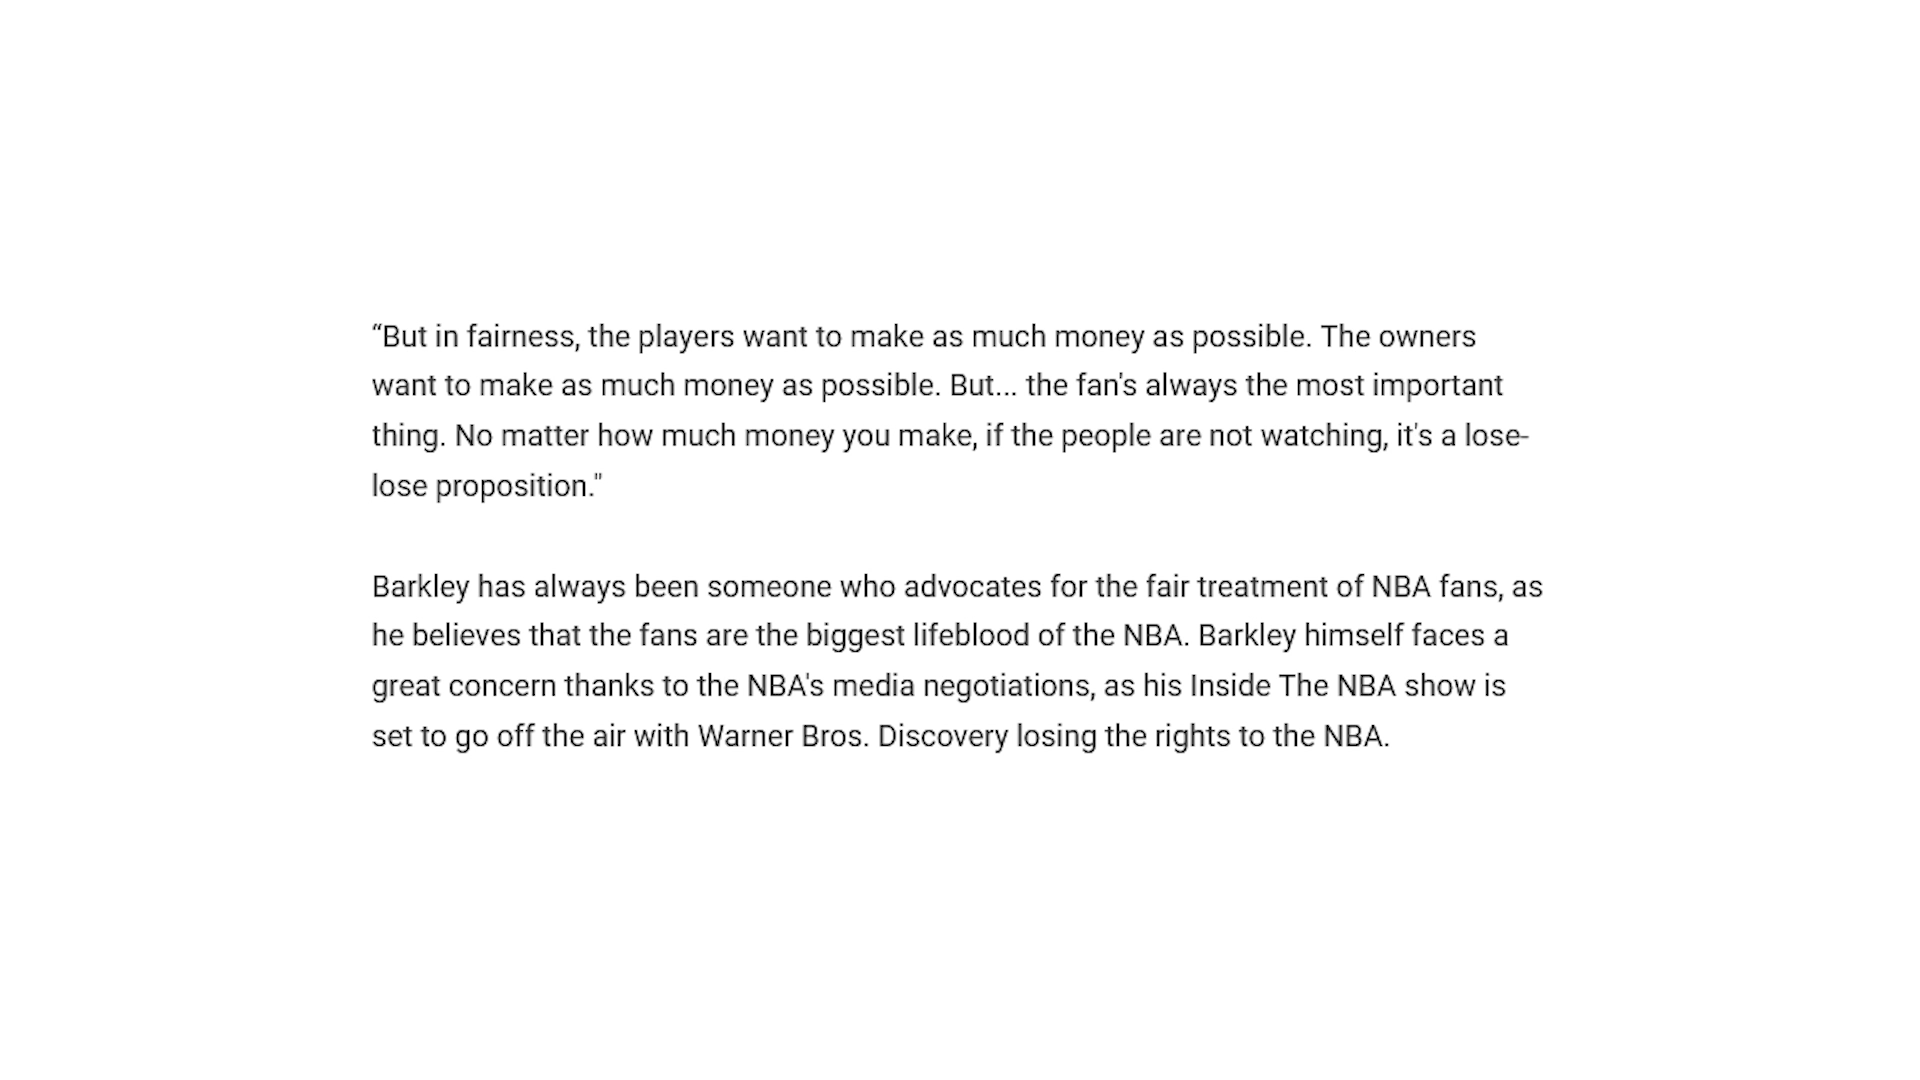 “But in fairness, the players want to make as much money as possible. The owners
want to make as much money as possible. But... the fan's always the most important
thing. No matter how much money you make, if the people are not watching, it's a lose-
lose proposition."
Barkley has always been someone who advocates for the fair treatment of NBA fans, as
he believes that the fans are the biggest lifeblood of the NBA. Barkley himself faces a
great concern thanks to the NBA's media negotiations, as his Inside The NBA show is
set to go off the air with Warner Bros. Discovery losing the rights to the NBA.